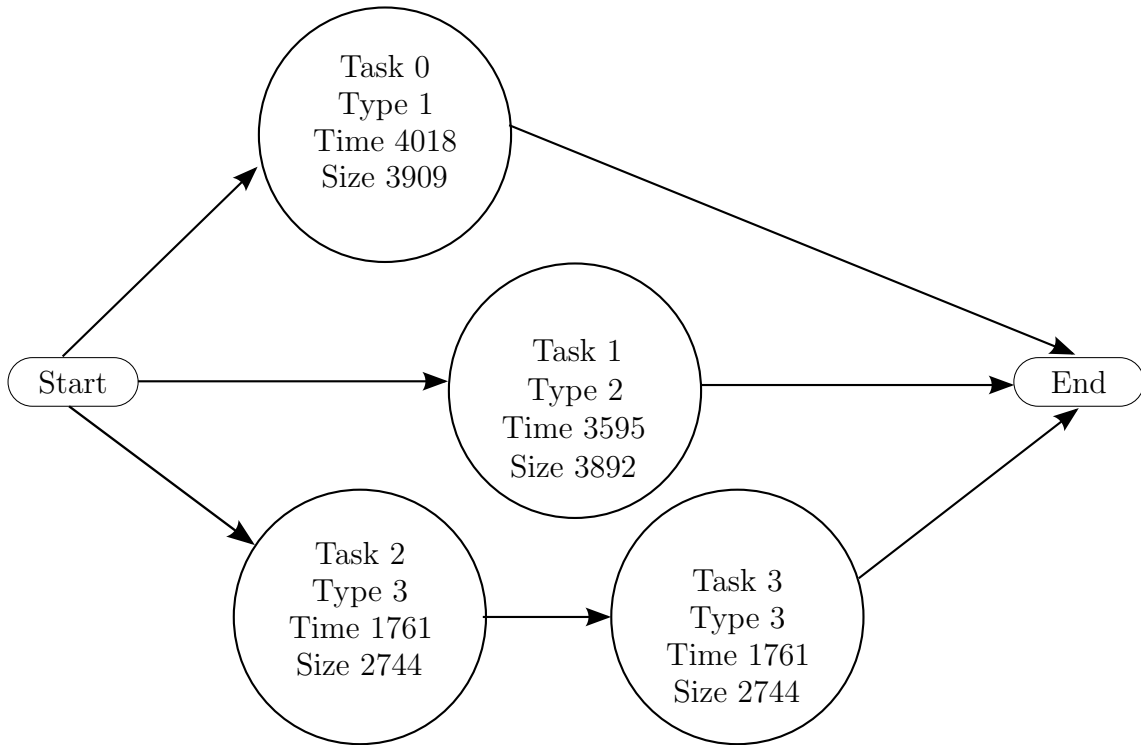 Task 0
Type 1
Time 4018
Size 3909
Start
Task 1
Type 2
Time 3595
Size 3892
End
Task 2
Type 3
Time 1761
Size 2744
Task 3
Type 3
Time 1761
Size 2744